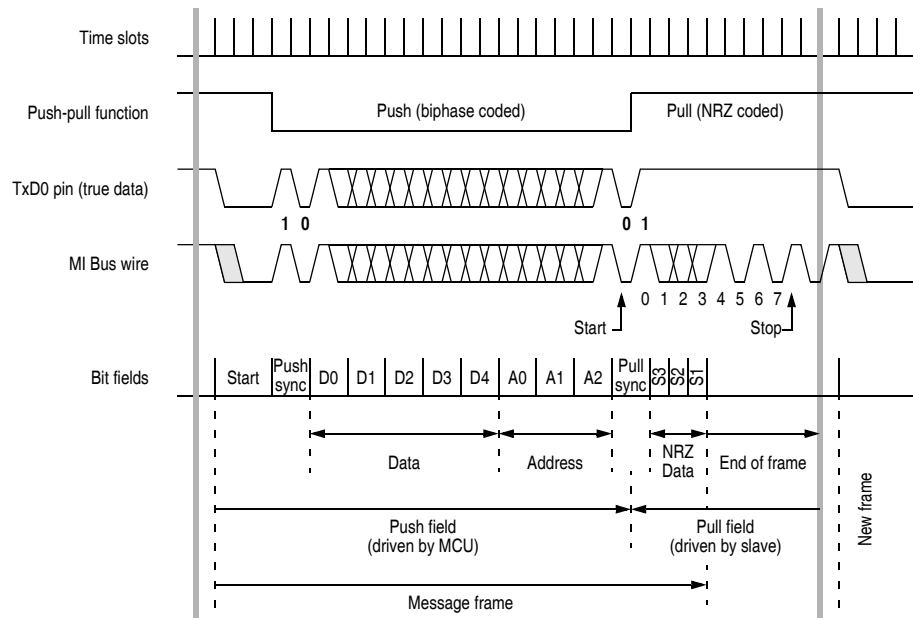 Time slots
Push-pull function
Push (biphase coded)
Pull (NRZ coded)
TxD0 pin (true data)
1 0
0 1
MI Bus wire
0 1 2 3 4 5 6 7
Start
Stop
Bit fields
Start
Push
sync
D0
D1
D2
D3
D4
A0
A1
A2
Pull
sync
S3
S2
S1
Data
Address
NRZ
Data
End of frame
Push field
(driven by MCU)
Pull field
(driven by slave)
New frame
Message frame